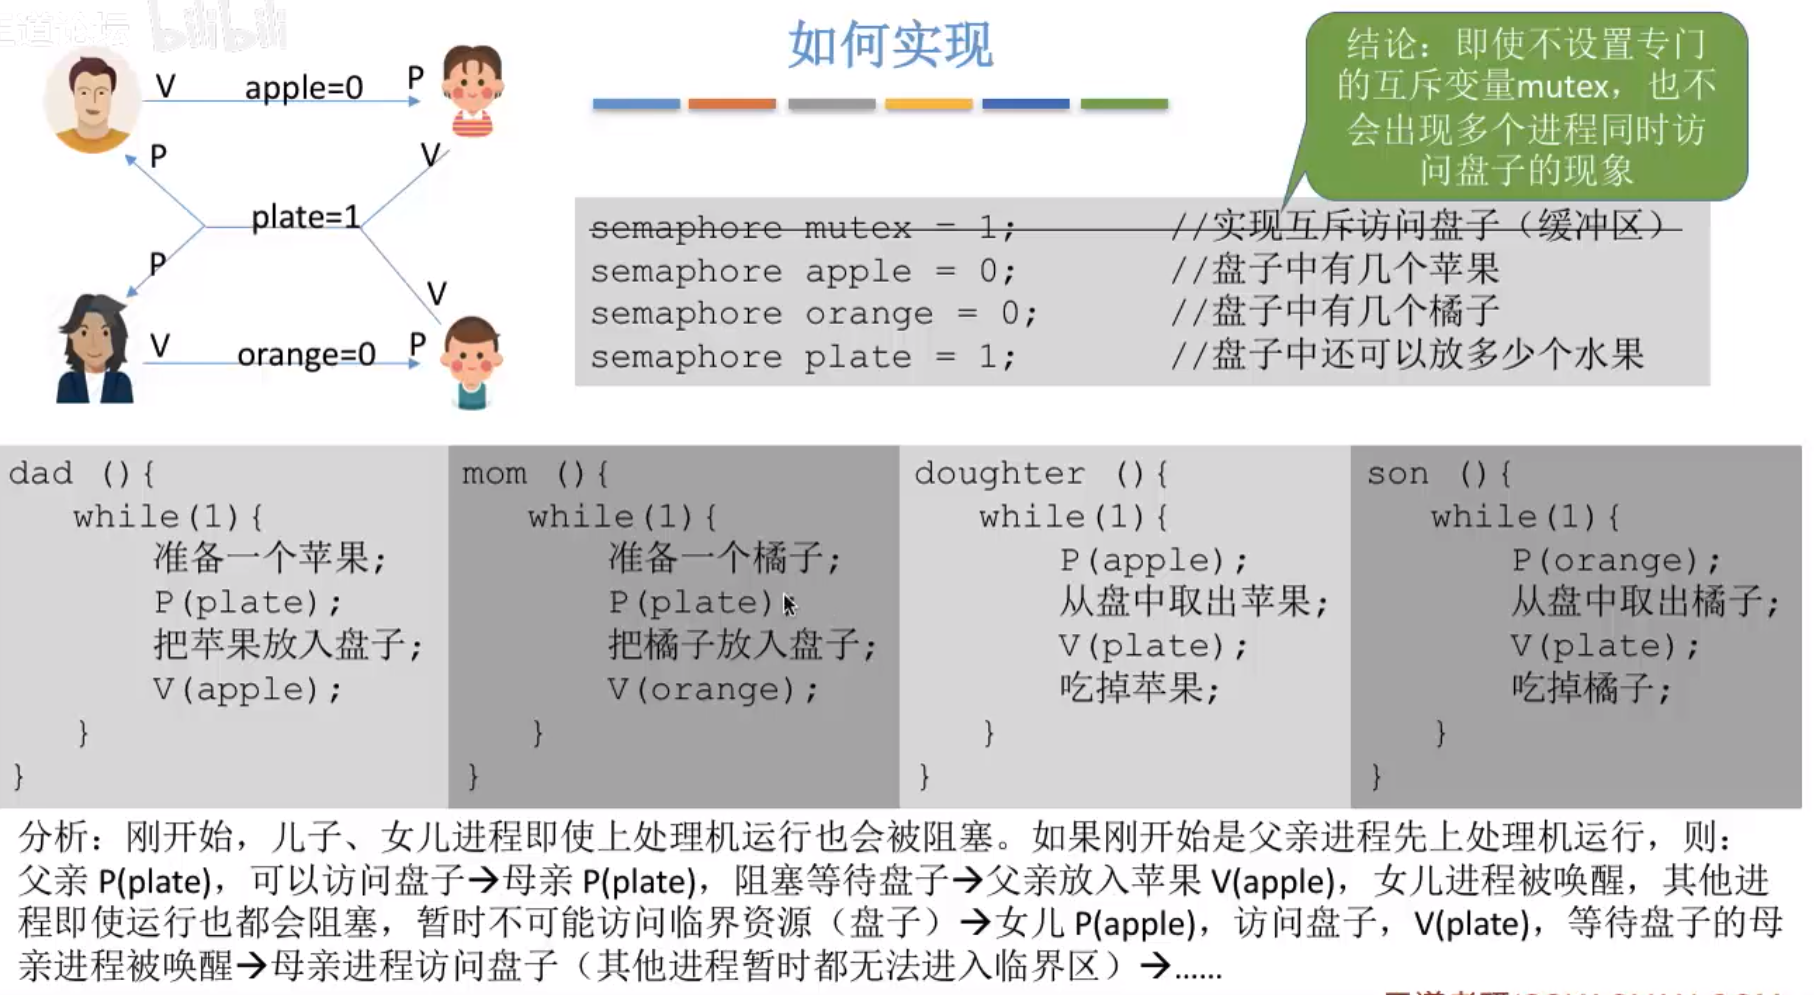 王道论坛 bilibili
如何实现
结论：即使不设置专门
的互斥变量mutex，也不
会出现多个进程同时访
问盘子的现象
V apple=0 P
P V
plate=1
P V
V orange=0 P
semaphore mutex = 1; //实现互斥访问盘子（缓冲区）
semaphore apple = 0; //盘子中有几个苹果
semaphore orange = 0; //盘子中有几个橘子
semaphore plate = 1; //盘子中还可以放多少个水果
dad (){
while(1){
准备一个苹果;
P(plate);
把苹果放入盘子;
V(apple);
}
}
mom (){
while(1){
准备一个橘子;
P(plate)
把橘子放入盘子;
V(orange);
}
}
doughter (){
while(1){
P(apple);
从盘中取出苹果;
V(plate);
吃掉苹果;
}
}
son (){
while(1){
P(orange);
从盘中取出橘子;
V(plate);
吃掉橘子;
}
}
分析：刚开始，儿子、女儿进程即使上处理机运行也会被阻塞。如果刚开始是父亲进程先上处理机运行，则：
父亲 P(plate)，可以访问盘子→母亲 P(plate)，阻塞等待盘子→父亲放入苹果 V(apple)，女儿进程被唤醒，其他进
程即使运行也都会阻塞，暂时不可能访问临界资源（盘子）→女儿 P(apple)，访问盘子，V(plate)，等待盘子的母
亲进程被唤醒→母亲进程访问盘子（其他进程暂时都无法进入临界区）→......